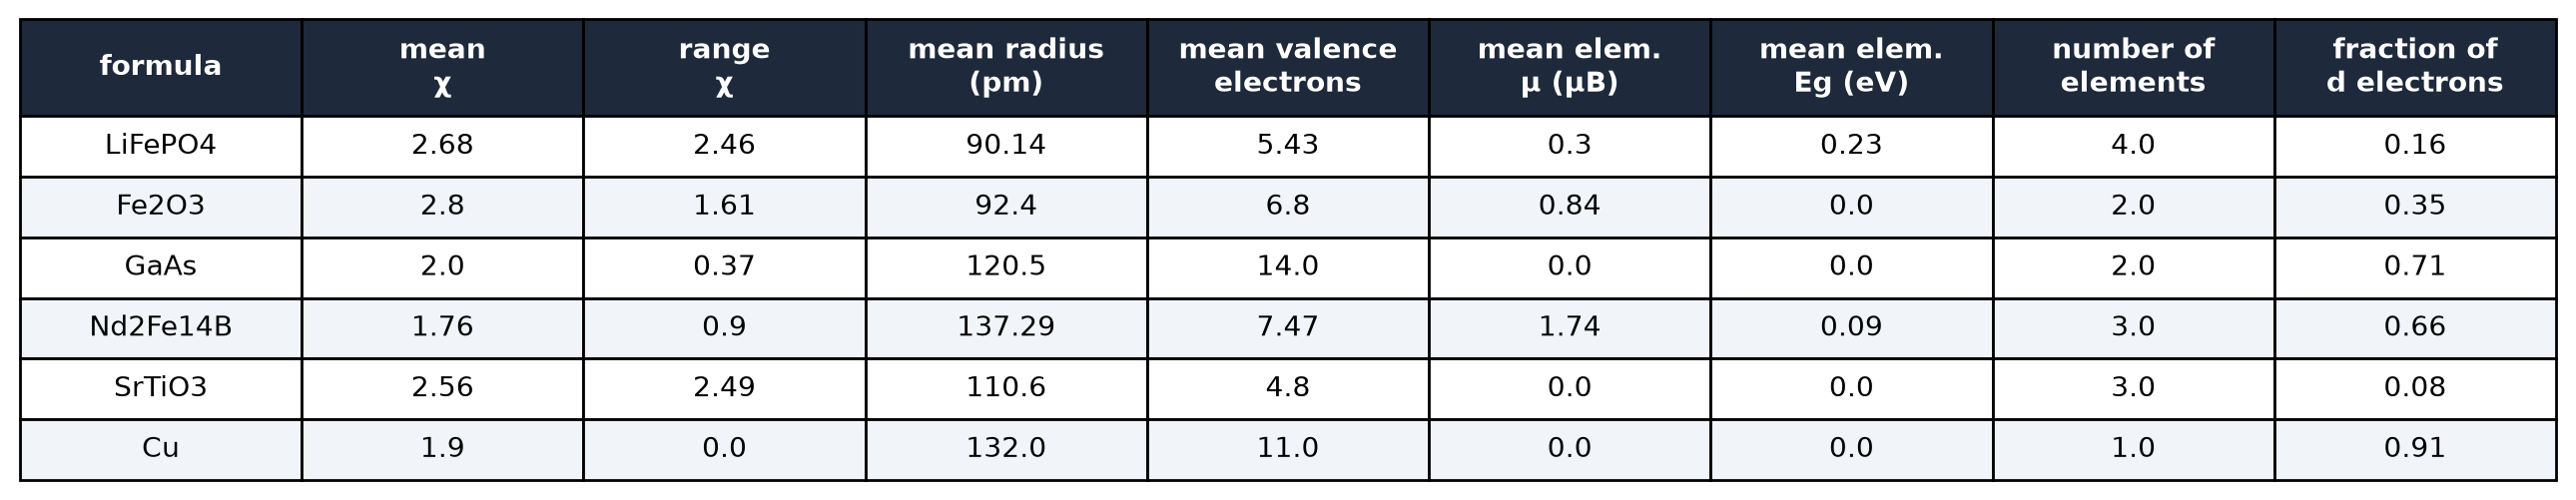 formula mean χ range χ mean radius (pm) mean valence electrons mean elem. μ (μB) mean elem. Eg (eV) number of elements fraction of d electrons
LiFePO4 2.68 2.46 90.14 5.43 0.3 0.23 4.0 0.16
Fe2O3 2.8 1.61 92.4 6.8 0.84 0.0 2.0 0.35
GaAs 2.0 0.37 120.5 14.0 0.0 0.0 2.0 0.71
Nd2Fe14B 1.76 0.9 137.29 7.47 1.74 0.09 3.0 0.66
SrTiO3 2.56 2.49 110.6 4.8 0.0 0.0 3.0 0.08
Cu 1.9 0.0 132.0 11.0 0.0 0.0 1.0 0.91